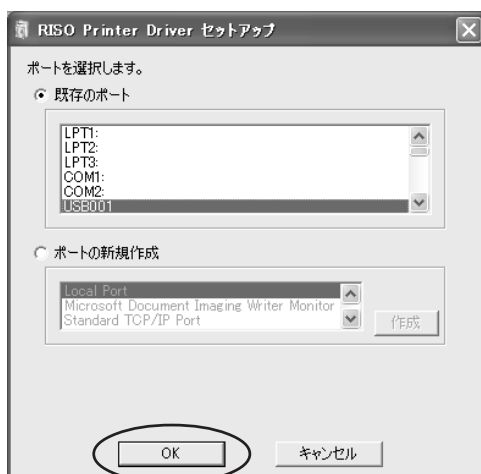 RISO Printer Driver セットアップ
ポートを選択します。
既存のポート
LPT1:
LPT2:
LPT3:
COM1:
COM2:
USB001
ポートの新規作成
Local Port
Microsoft Document Imaging Writer Monitor
Standard TCP/IP Port
作成
OK
キャンセル